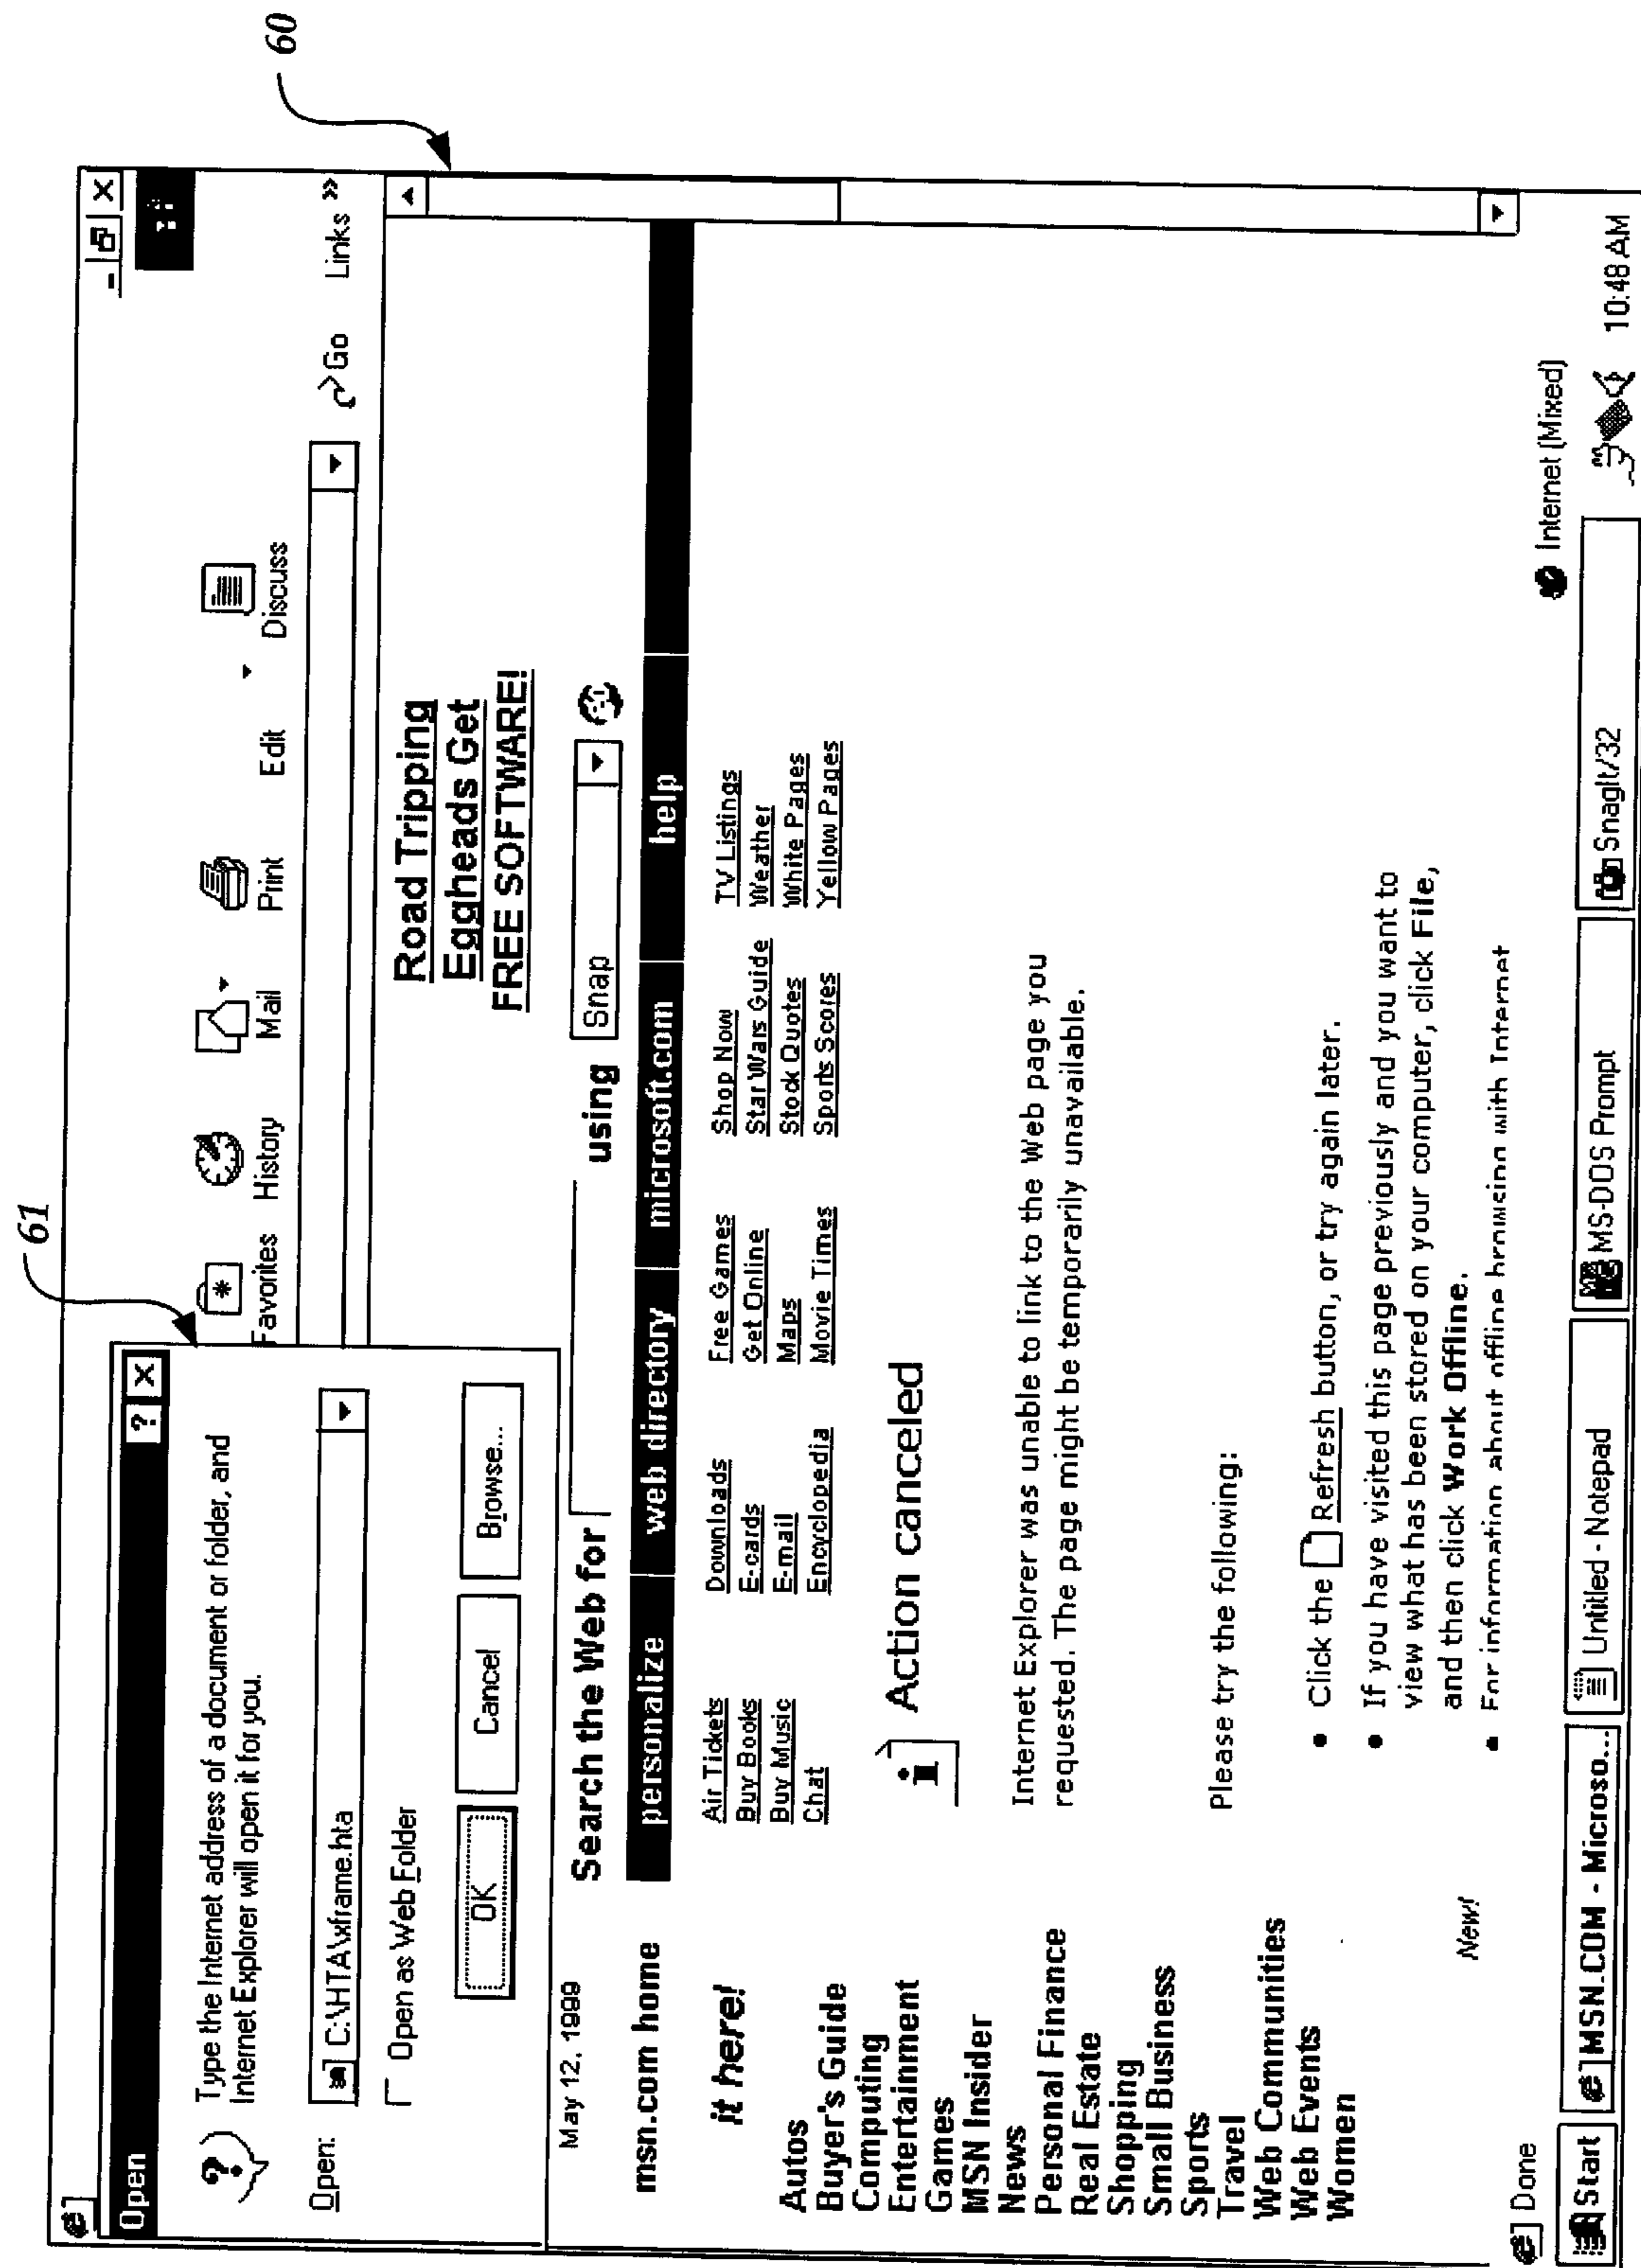 61
60
Open
Type the Internet address of a document or folder, and
Internet Explorer will open it for you.
Open: C:\HTA\xframe.hta
Open as Web Folder
OK Cancel Browse...
Favorites History Mail Print Edit Discuss
Go Links »
Road Tripping
Eggheads Get
FREE SOFTWARE!
May 12, 1999
Search the Web for using Snap
msn.com home personalize web directory microsoft.com help
it here!
Air Tickets Downloads Free Games Shop Now TV Listings
Buy Books E-cards Get Online Star Wars Guide Weather
Buy Music E-mail Maps Stock Quotes White Pages
Chat Encyclopedia Movie Times Sports Scores Yellow Pages
Autos
Buyer's Guide
Computing
Entertainment
Games
MSN Insider
News
Personal Finance
Real Estate
Shopping
Small Business
Sports
Travel
Web Communities
Web Events
Women
New!
Action canceled
Internet Explorer was unable to link to the Web page you
requested. The page might be temporarily unavailable.
Please try the following:
• Click the Refresh button, or try again later.
• If you have visited this page previously and you want to
view what has been stored on your computer, click File,
and then click Work Offline.
• For information about offline browsing with Internet
Done Internet (Mixed)
Start MSN.COM - Microso... Untitled - Notepad MS-DOS Prompt SnagIt/32 10:48 AM